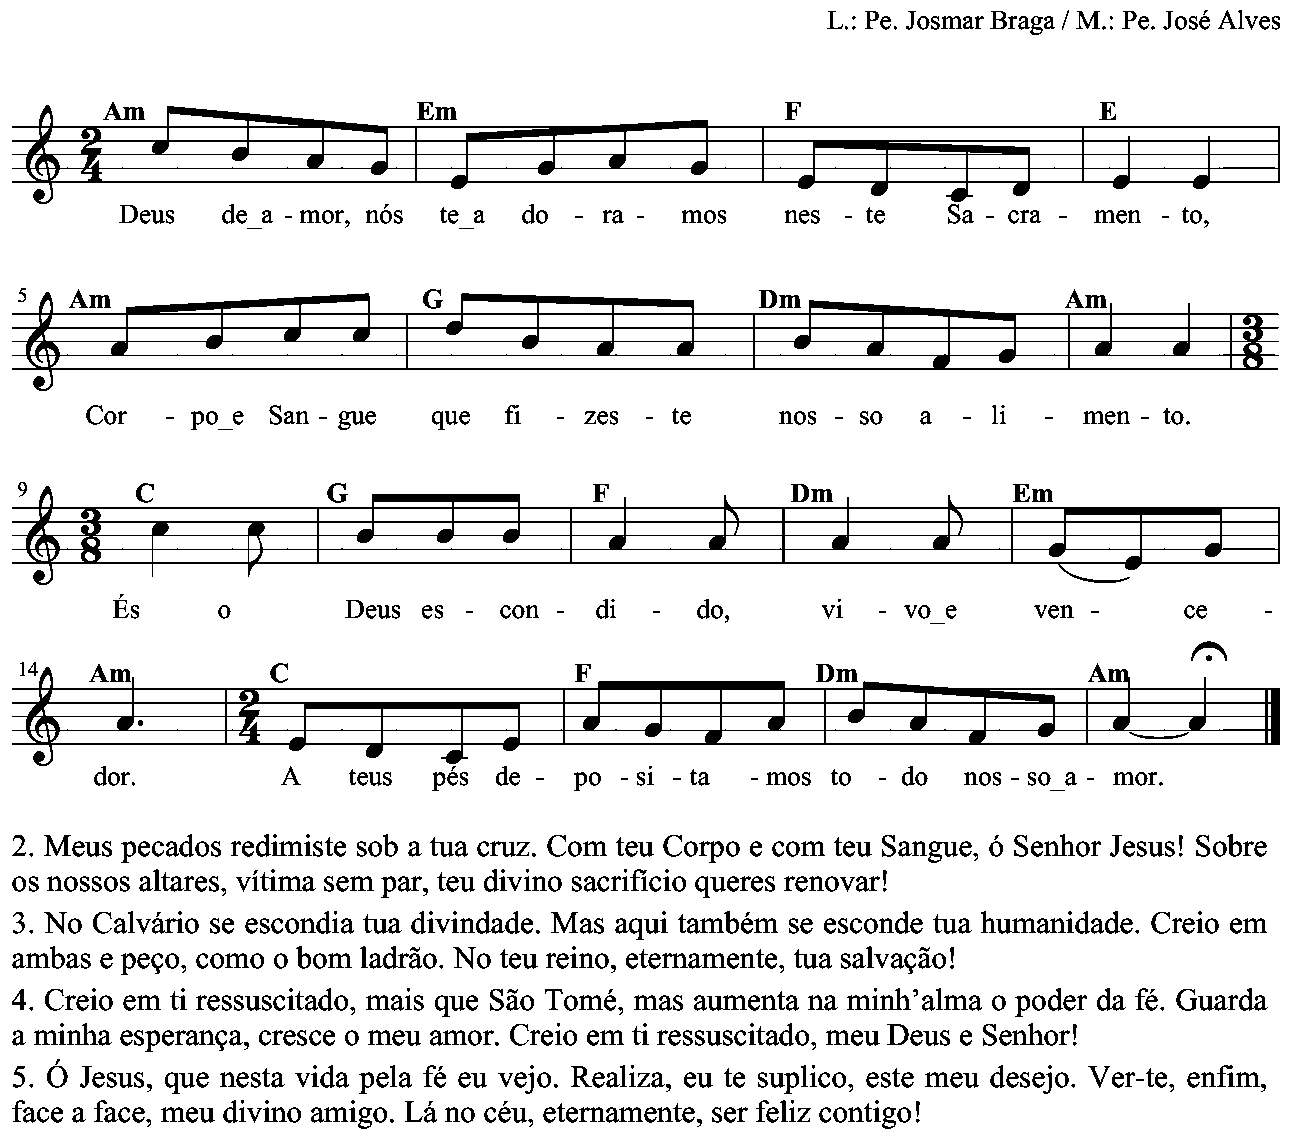 L.: Pe. Josmar Braga / M.: Pe. José Alves
Am Em F E
2/4
Deus de_a - mor, nós te_a do - ra - mos nes - te Sa - cra - men - to,
5 Am G Dm Am
3/8
Cor - po_e San - gue que fi - zes - te nos - so a - li - men - to.
9 C G F Dm Em
3/8
És o Deus es - con - di - do, vi - vo_e ven - ce -
14 Am C F Dm Am
2/4
dor. A teus pés de - po - si - ta - mos to - do nos - so_a - mor.
2. Meus pecados redimiste sob a tua cruz. Com teu Corpo e com teu Sangue, ó Senhor Jesus! Sobre
os nossos altares, vítima sem par, teu divino sacrifício queres renovar!
3. No Calvário se escondia tua divindade. Mas aqui também se esconde tua humanidade. Creio em
ambas e peço, como o bom ladrão. No teu reino, eternamente, tua salvação!
4. Creio em ti ressuscitado, mais que São Tomé, mas aumenta na minh’alma o poder da fé. Guarda
a minha esperança, cresce o meu amor. Creio em ti ressuscitado, meu Deus e Senhor!
5. Ó Jesus, que nesta vida pela fé eu vejo. Realiza, eu te suplico, este meu desejo. Ver-te, enfim,
face a face, meu divino amigo. Lá no céu, eternamente, ser feliz contigo!